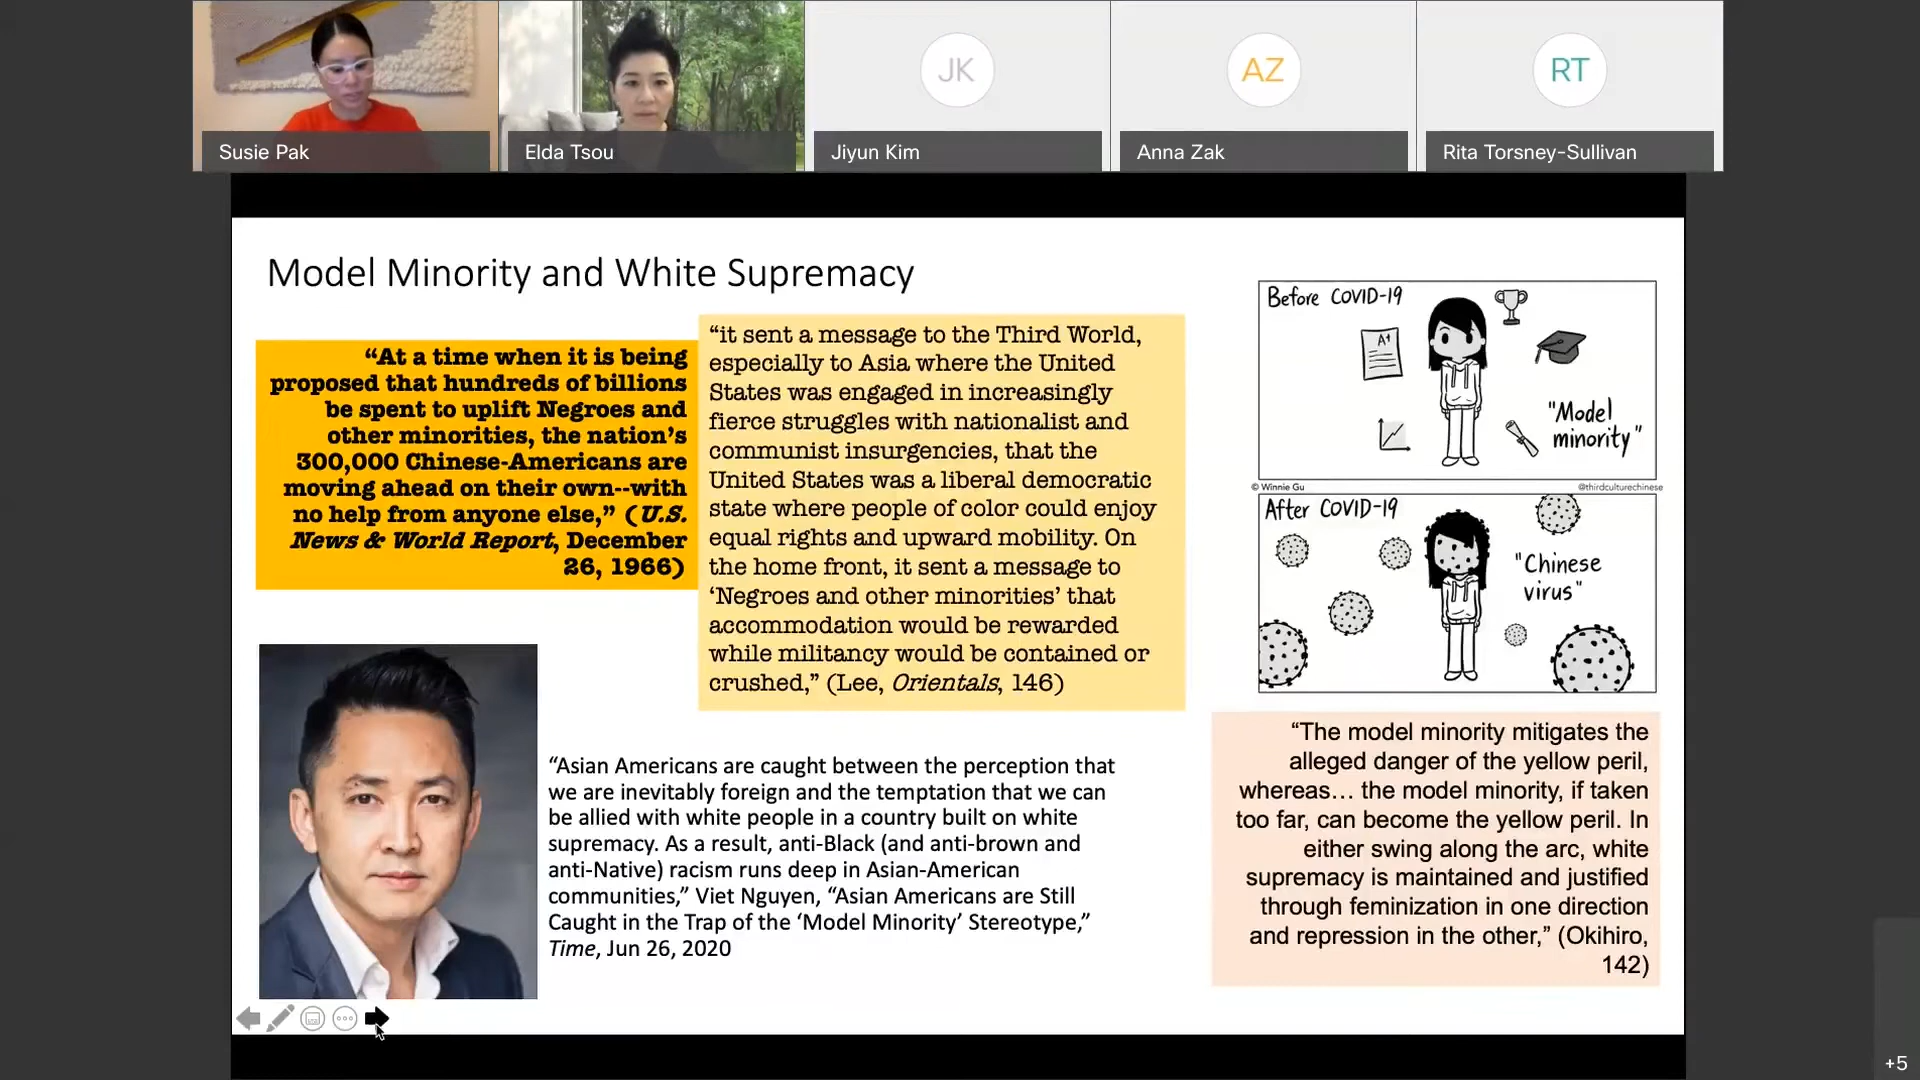 Susie Pak
Elda Tsou
JK
Jiyun Kim
AZ
Anna Zak
RT
Rita Torsney-Sullivan
Model Minority and White Supremacy
“At a time when it is being
proposed that hundreds of billions
be spent to uplift Negroes and
other minorities, the nation’s
300,000 Chinese-Americans are
moving ahead on their own--with
no help from anyone else,” (U.S.
News & World Report, December
26, 1966)
“it sent a message to the Third World,
especially to Asia where the United
States was engaged in increasingly
fierce struggles with nationalist and
communist insurgencies, that the
United States was a liberal democratic
state where people of color could enjoy
equal rights and upward mobility. On
the home front, it sent a message to
‘Negroes and other minorities’ that
accommodation would be rewarded
while militancy would be contained or
crushed,” (Lee, Orientals, 146)
Before COVID-19
A+
"Model
minority"
© Winnie Gu
@thirdculturechinese
After COVID-19
"Chinese
virus"
“Asian Americans are caught between the perception that
we are inevitably foreign and the temptation that we can
be allied with white people in a country built on white
supremacy. As a result, anti-Black (and anti-brown and
anti-Native) racism runs deep in Asian-American
communities,” Viet Nguyen, “Asian Americans are Still
Caught in the Trap of the ‘Model Minority’ Stereotype,”
Time, Jun 26, 2020
“The model minority mitigates the
alleged danger of the yellow peril,
whereas… the model minority, if taken
too far, can become the yellow peril. In
either swing along the arc, white
supremacy is maintained and justified
through feminization in one direction
and repression in the other,” (Okihiro,
142)
+5